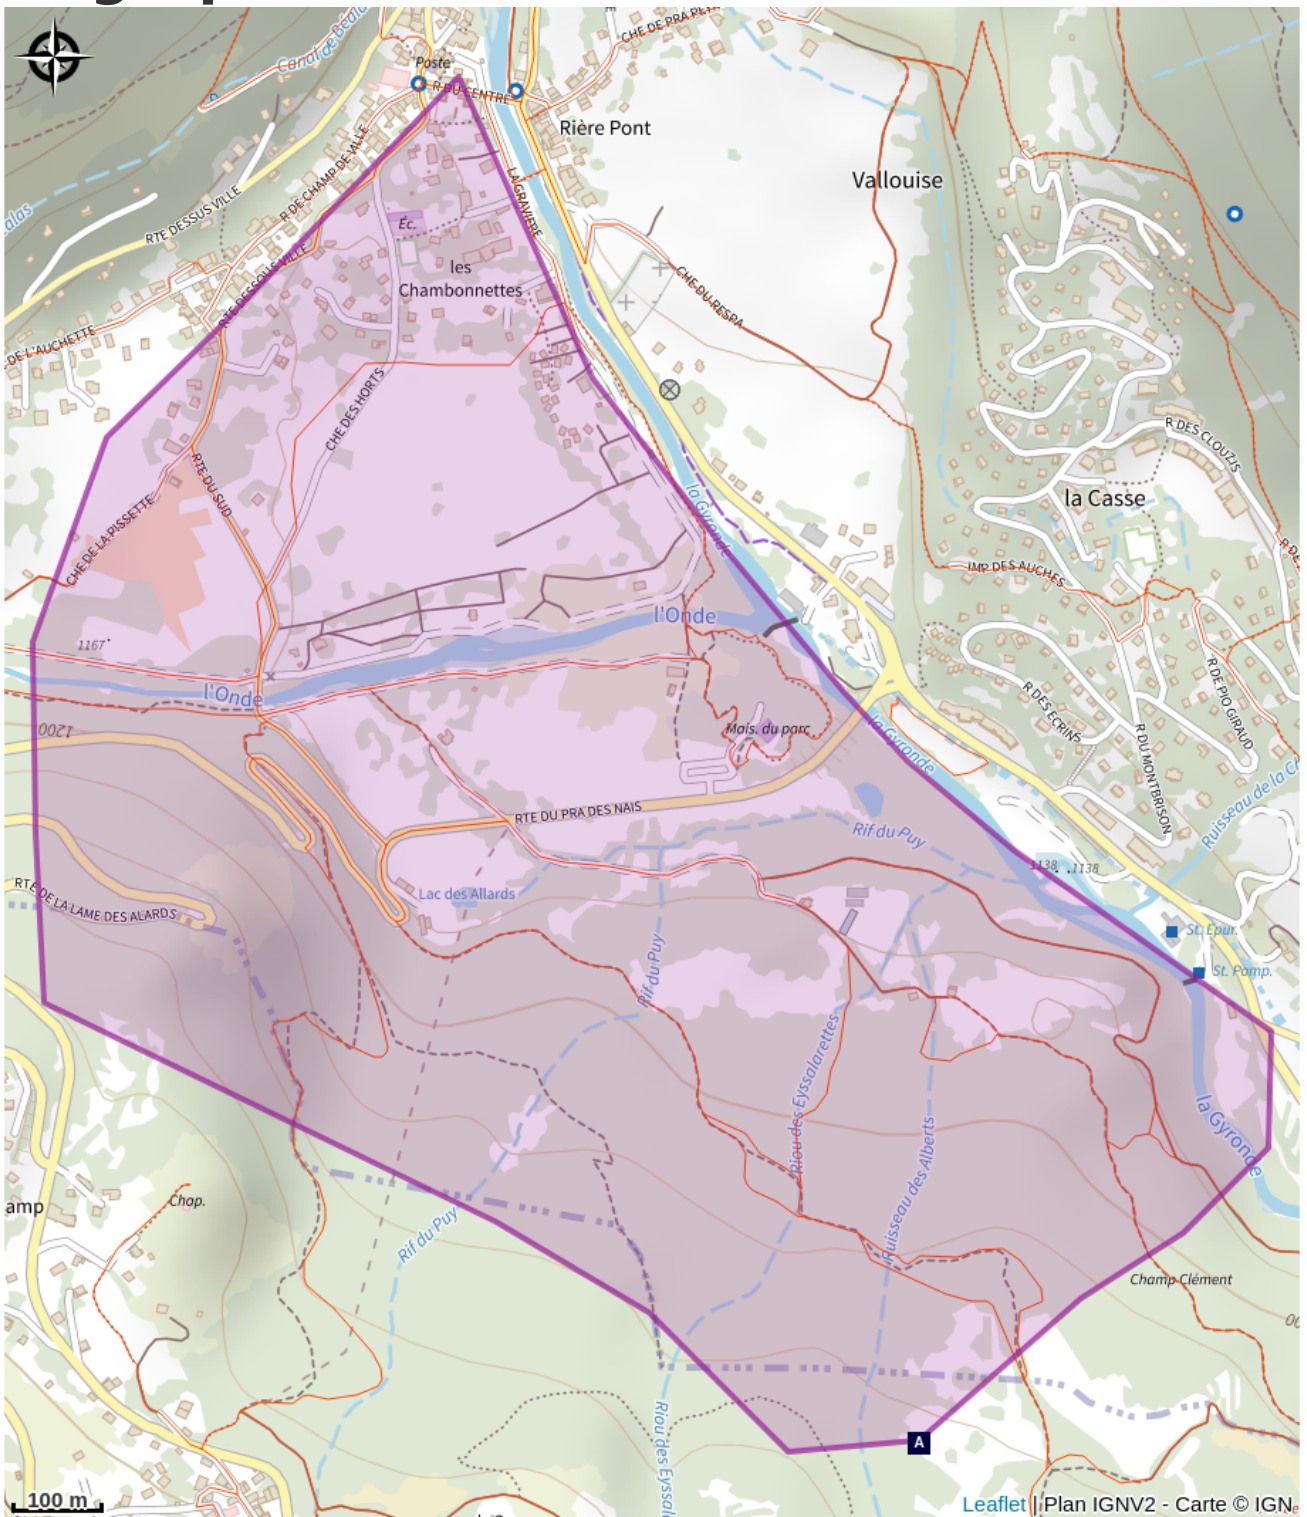 Canal de Béalas
Poste
CHE DE PRA PEYR
R DU CENTRE
Rière Pont
Vallouise
RTE DESSUS VILLE
R DE CHAMP DE VILLE
LA GRAVIÈRE
Éc.
les
Chambonnettes
RTE DESSOUS VILLE
CHE DU RESPA
DE L'AUCHETTE
CHE DES HORTS
R DES CLOUZIS
la Casse
RTE DU SUD
CHE DE LA PISSETTE
la Gyronde
IMP DES AUCHES
l'Onde
1167
l'Onde
R DE PIO GIRAUD
R DES ECRINS
1200
Mais. du parc
la Gyronde
R DU MONTBRISON
RTE DU PRA DES NAIS
Rif du Puy
Ruisseau de la C
1138
.1138
RTE DE LA LAME DES ALARDS
Lac des Allards
St. Epur.
Rif du Puy
St. Pomp.
Riou des Eyssalarettes
la Gyronde
Ruisseau des Alberts
Chap.
amp
Rif du Puy
Champ Clément
Riou des Eyssal
A
100 m
Leaflet | Plan IGNV2 - Carte © IGN